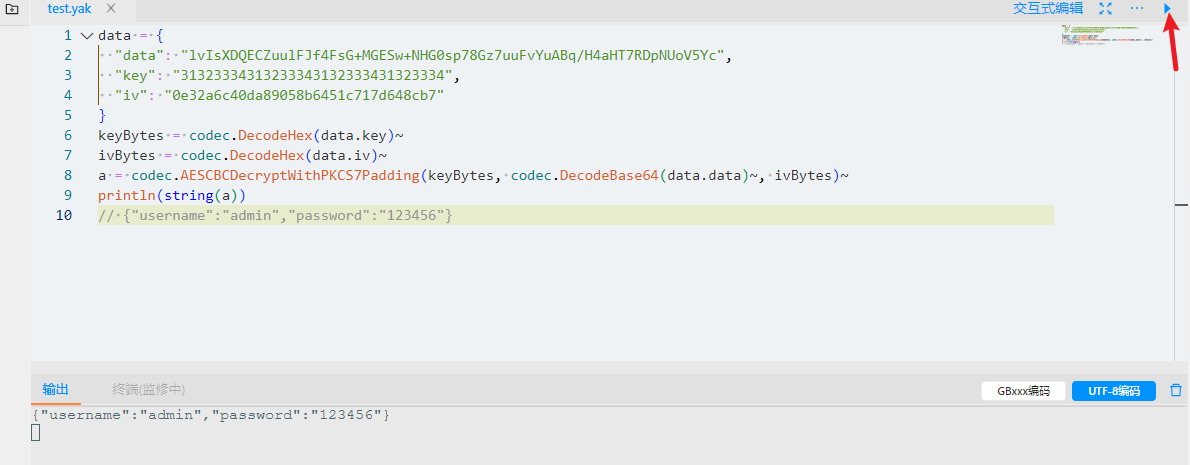 test.yak
交互式编辑
1 data = {
2 "data": "lvIsXDQECZuulFJf4FsG+MGESw+NHG0sp78Gz7uuFvYuABq/H4aHT7RDpNUoV5Yc",
3 "key": "31323334313233343132333431323334",
4 "iv": "0e32a6c40da89058b6451c717d648cb7"
5 }
6 keyBytes = codec.DecodeHex(data.key)~
7 ivBytes = codec.DecodeHex(data.iv)~
8 a = codec.AESCBCDecryptWithPKCS7Padding(keyBytes, codec.DecodeBase64(data.data)~, ivBytes)~
9 println(string(a))
10 // {"username":"admin","password":"123456"}
输出 终端(监修中)
GBxxx编码 UTF-8编码
{"username":"admin","password":"123456"}